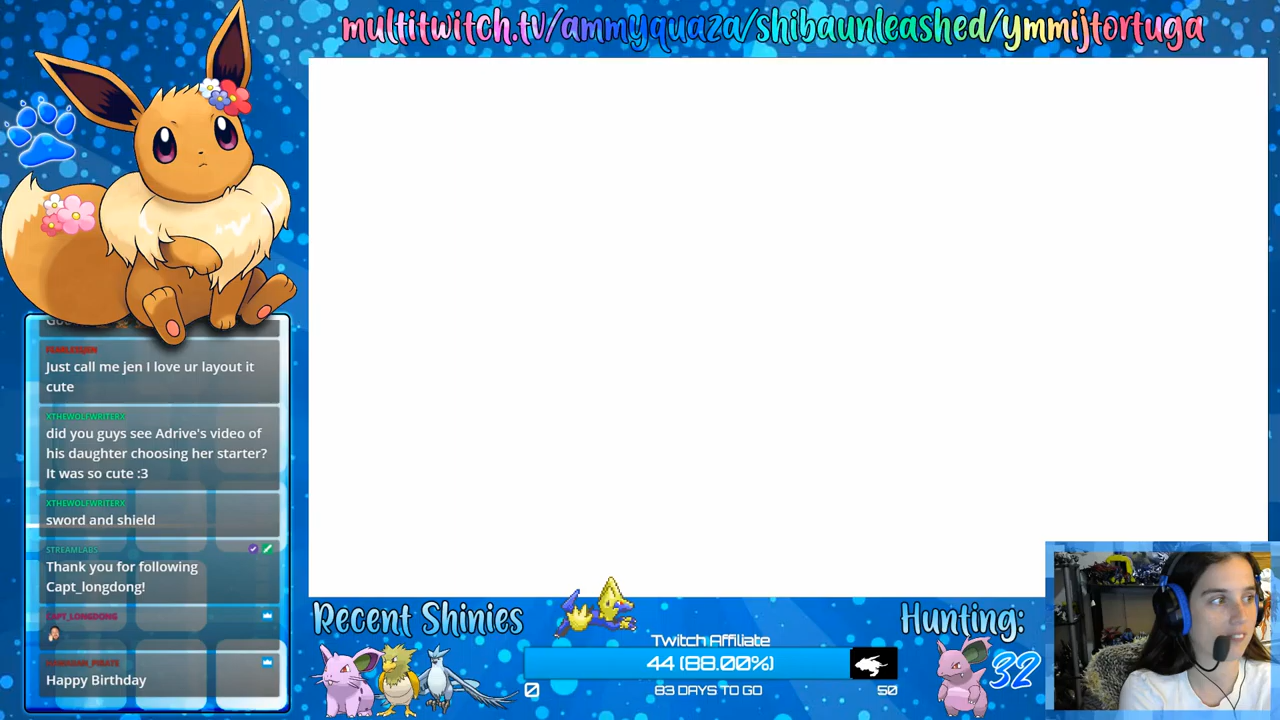 multitwitch.tv/ammyquaza/shibaunleashed/ymmijtortuga
Just call me jen I love ur layout it
cute
XTHEWOLFWRITERX
did you guys see Adrive's video of
his daughter choosing her starter?
It was so cute :3
XTHEWOLFWRITERX
sword and shield
STREAMLABS
Thank you for following
Capt_longdong!
CAPT_LONGDONG
Happy Birthday
Recent Shinies
Twitch Affiliate
44 (88.00%)
0
83 DAYS TO GO
50
Hunting:
32